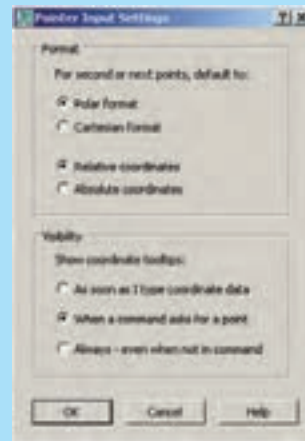 Pointer Input Settings
Format
For second or next points, default to:
Polar format
Cartesian format
Relative coordinates
Absolute coordinates
Visibility
Show coordinate tooltips:
As soon as I type coordinate data
When a command asks for a point
Always - even when not in command
OK Cancel Help